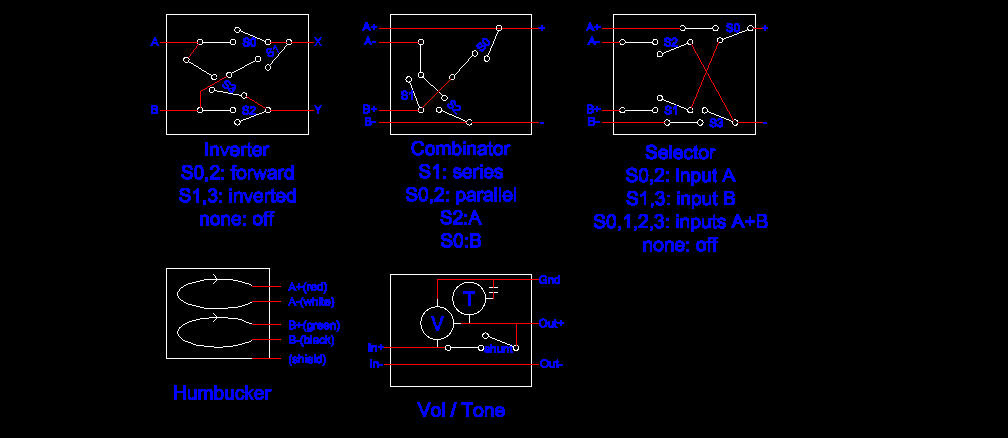 A
B
S0
S1
S3
S2
X
Y
Inverter
S0,2: forward
S1,3: inverted
none: off
A+
A-
B+
B-
S0
S1
S2
+
-
Combinator
S1: series
S0,2: parallel
S2:A
S0:B
A+
A-
B+
B-
S0
S2
S1
S3
+
-
Selector
S0,2: Input A
S1,3: input B
S0,1,2,3: Inputs A+B
none: off
A+(red)
A-(white)
B+(green)
B-(black)
(shield)
Humbucker
Gnd
T
V
Out+
In+
shunt
In-
Out-
Vol / Tone